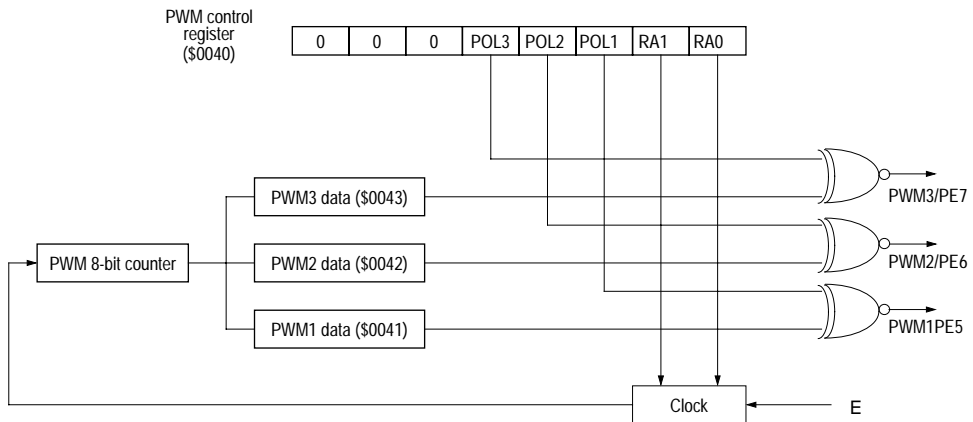 PWM control
register
($0040)
0 0 0 POL3 POL2 POL1 RA1 RA0
PWM3 data ($0043)
PWM3/PE7
PWM 8-bit counter
PWM2 data ($0042)
PWM2/PE6
PWM1 data ($0041)
PWM1PE5
Clock
E